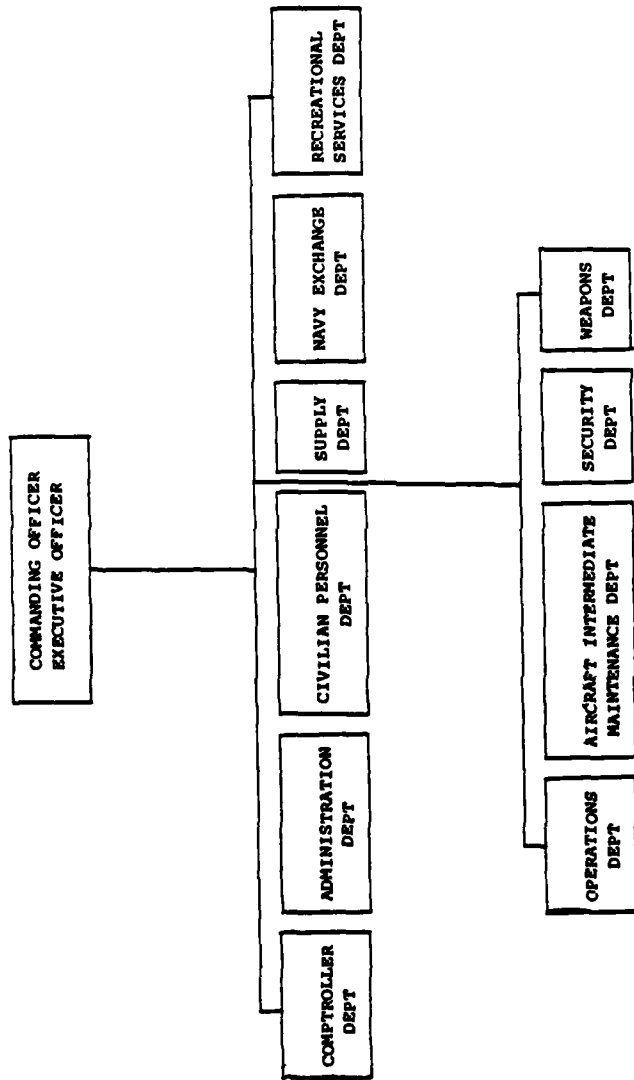 COMMANDING OFFICER
EXECUTIVE OFFICER
COMPTROLLER
DEPT
ADMINISTRATION
DEPT
CIVILIAN PERSONNEL
DEPT
SUPPLY
DEPT
NAVY EXCHANGE
DEPT
RECREATIONAL
SERVICES DEPT
OPERATIONS
DEPT
AIRCRAFT INTERMEDIATE
MAINTENANCE DEPT
SECURITY
DEPT
WEAPONS
DEPT